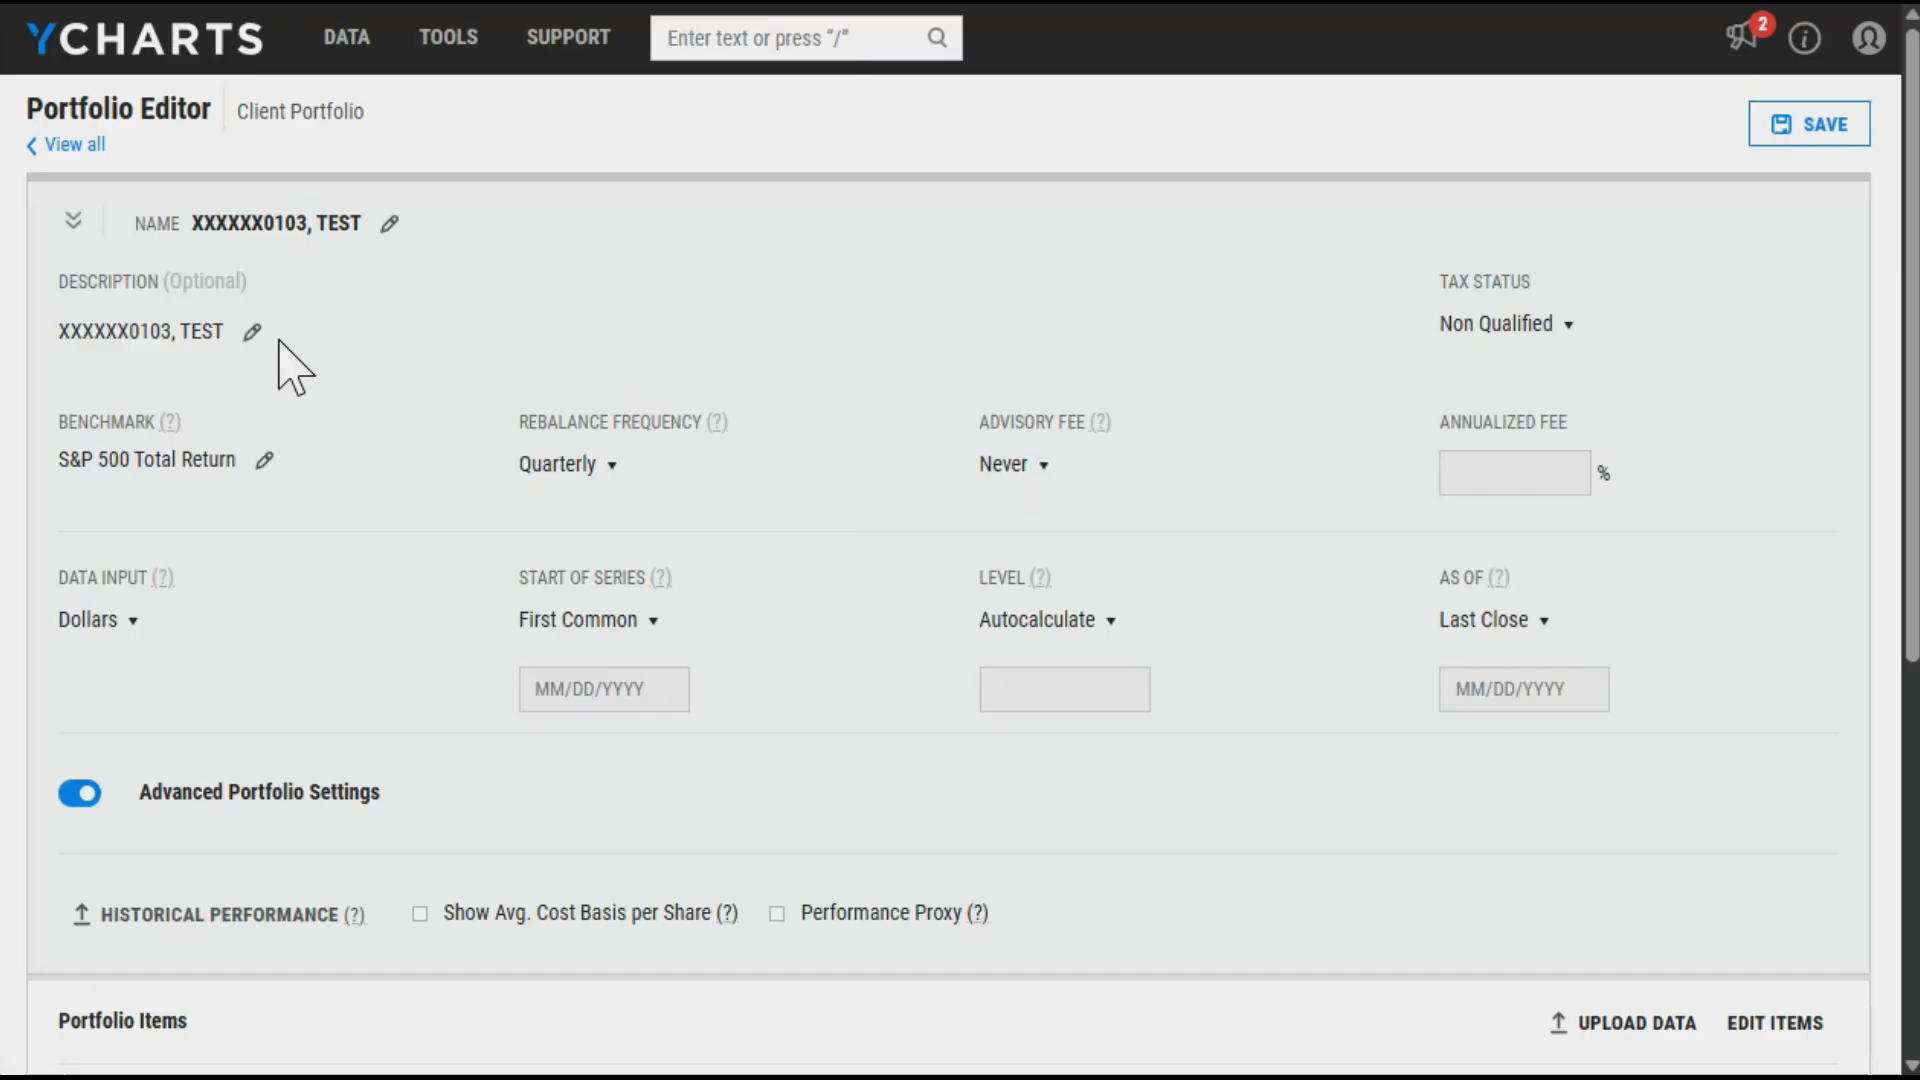 YCHARTS DATA TOOLS SUPPORT Enter text or press “/” 2
Portfolio Editor Client Portfolio
View all
SAVE
NAME XXXXXX0103, TEST
DESCRIPTION (Optional) TAX STATUS
XXXXXX0103, TEST Non Qualified
BENCHMARK (?) REBALANCE FREQUENCY (?) ADVISORY FEE (?) ANNUALIZED FEE
S&P 500 Total Return Quarterly Never %
DATA INPUT (?) START OF SERIES (?) LEVEL (?) AS OF (?)
Dollars First Common Autocalculate Last Close
MM/DD/YYYY MM/DD/YYYY
Advanced Portfolio Settings
HISTORICAL PERFORMANCE (?) Show Avg. Cost Basis per Share (?) Performance Proxy (?)
Portfolio Items UPLOAD DATA EDIT ITEMS